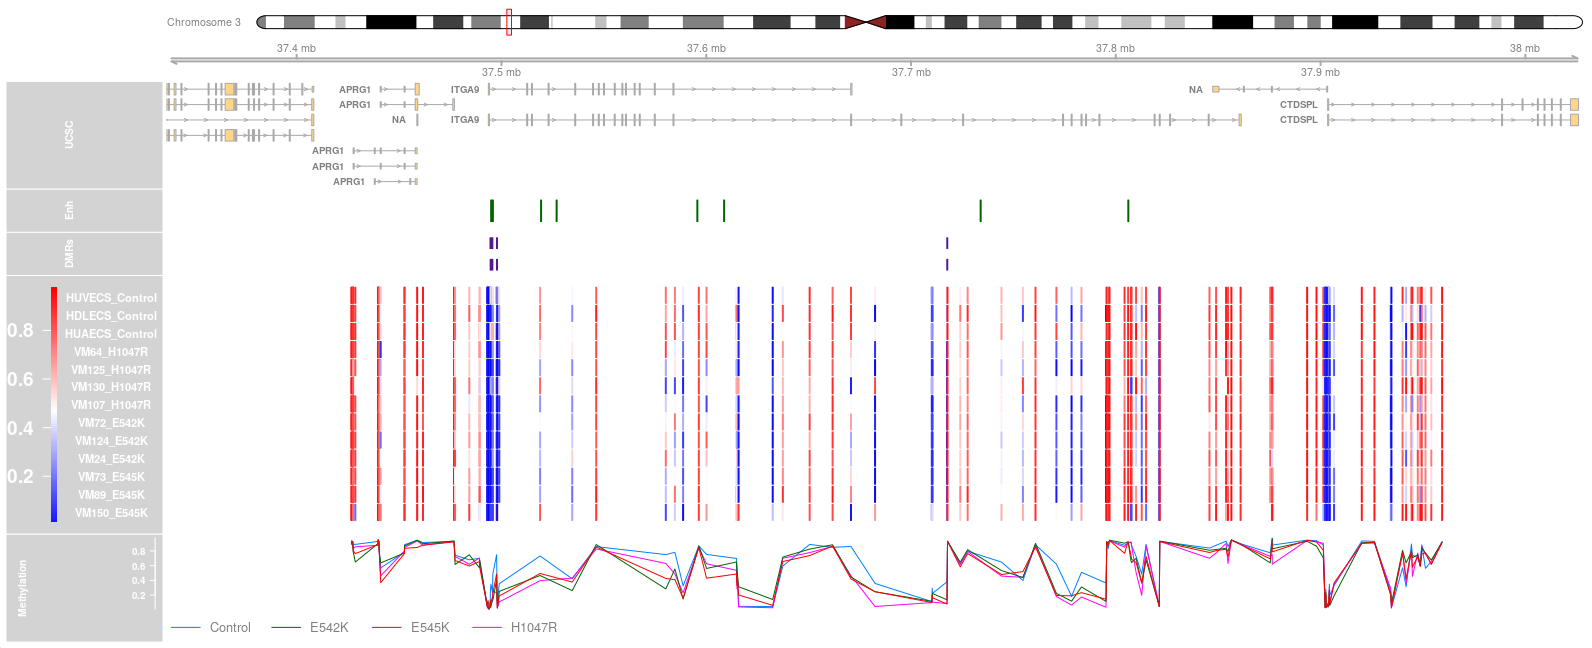 Chromosome 3
37.4 mb 37.6 mb 37.8 mb 38 mb
37.5 mb 37.7 mb 37.9 mb
UCSC
APRG1 ITGA9 NA
APRG1 CTDSPL
NA ITGA9 CTDSPL
APRG1
APRG1
APRG1
Enh
DMRs
HUVECS_Control
HDLECS_Control
0.8 HUAECS_Control
VM64_H1047R
VM125_H1047R
0.6 VM130_H1047R
VM107_H1047R
0.4 VM72_E542K
VM124_E542K
VM24_E542K
0.2 VM73_E545K
VM89_E545K
VM150_E545K
Methylation
0.8
0.6
0.4
0.2
Control E542K E545K H1047R